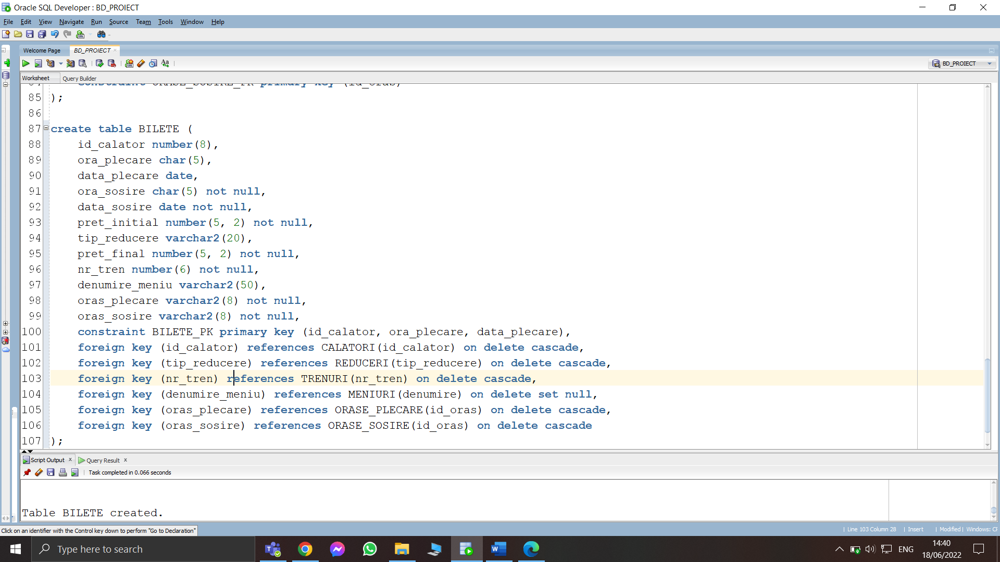 Oracle SQL Developer : BD_PROIECT
File Edit View Navigate Run Source Team Tools Window Help
Welcome Page BD_PROIECT
BD_PROIECT
Worksheet Query Builder
constraint ORASE_SOSIRE_PK primary key (id_oras)
85 );
86
87 create table BILETE (
88 id_calator number(8),
89 ora_plecare char(5),
90 data_plecare date,
91 ora_sosire char(5) not null,
92 data_sosire date not null,
93 pret_initial number(5, 2) not null,
94 tip_reducere varchar2(20),
95 pret_final number(5, 2) not null,
96 nr_tren number(6) not null,
97 denumire_meniu varchar2(50),
98 oras_plecare varchar2(8) not null,
99 oras_sosire varchar2(8) not null,
100 constraint BILETE_PK primary key (id_calator, ora_plecare, data_plecare),
101 foreign key (id_calator) references CALATORI(id_calator) on delete cascade,
102 foreign key (tip_reducere) references REDUCERI(tip_reducere) on delete cascade,
103 foreign key (nr_tren) references TRENURI(nr_tren) on delete cascade,
104 foreign key (denumire_meniu) references MENIURI(denumire) on delete set null,
105 foreign key (oras_plecare) references ORASE_PLECARE(id_oras) on delete cascade,
106 foreign key (oras_sosire) references ORASE_SOSIRE(id_oras) on delete cascade
107 );
Script Output x Query Result x
Task completed in 0.066 seconds
Table BILETE created.
Click on an identifier with the Control key down to perform "Go to Declaration"
Line 103 Column 28 Insert Modified Windows: CF
Type here to search
ENG
14:40
18/06/2022